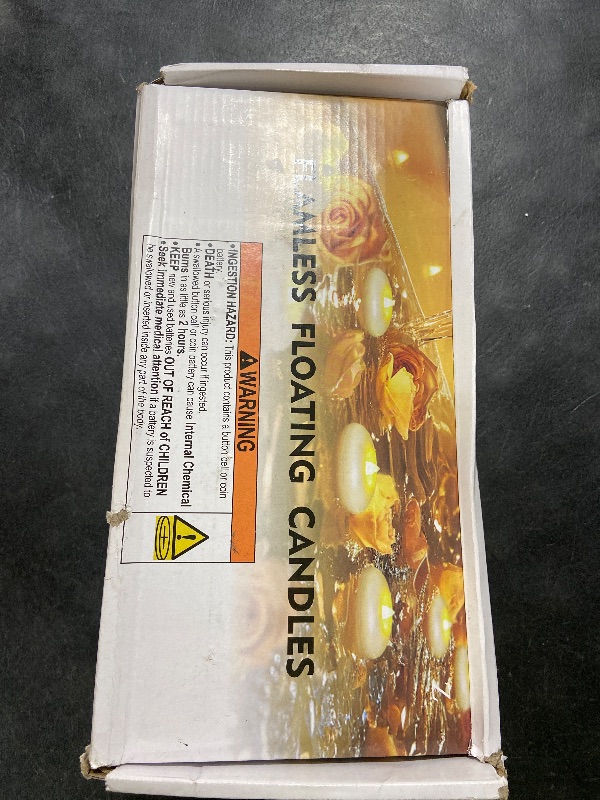 FLAMLESS FLOATING CANDLES
WARNING
• INGESTION HAZARD: This product contains a button cell or coin
battery.
• DEATH or serious injury can occur if ingested.
• A swallowed button cell or coin battery can cause Internal Chemical
Burns in as little as 2 hours.
• KEEP new and used batteries OUT OF REACH of CHILDREN
• Seek immediate medical attention if a battery is suspected to
be swallowed or inserted inside any part of the body.